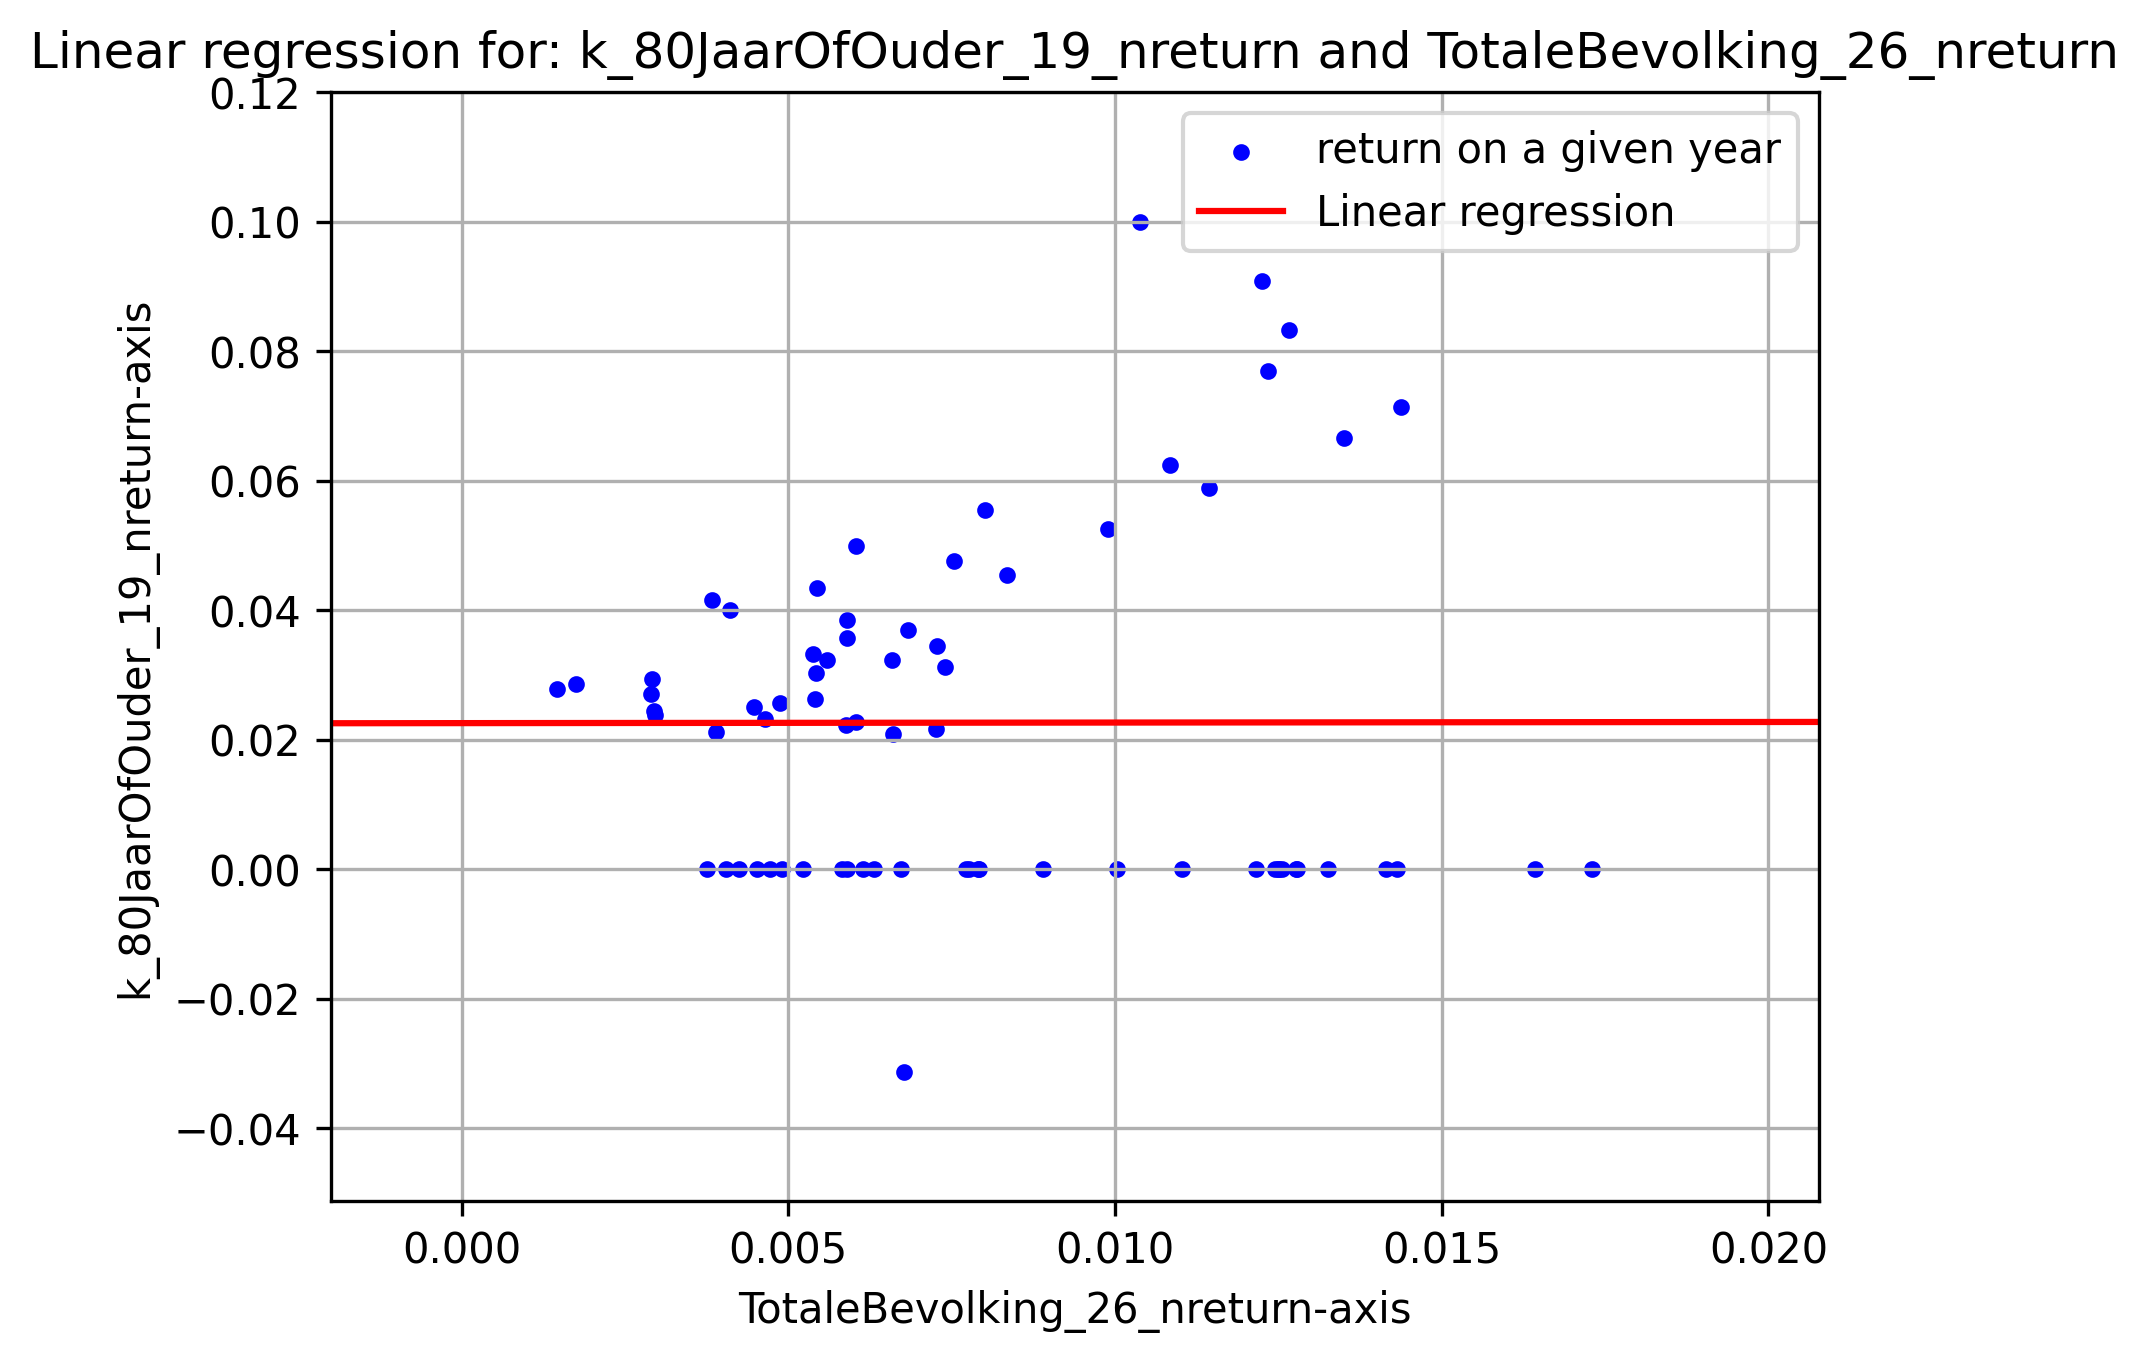 Linear regression for: k_80JaarOfOuder_19_nreturn and TotaleBevolking_26_nreturn
0.12
0.10
0.08
0.06
0.04
0.02
0.00
−0.02
−0.04
k_80JaarOfOuder_19_nreturn-axis
return on a given year
Linear regression
0.000 0.005 0.010 0.015 0.020
TotaleBevolking_26_nreturn-axis